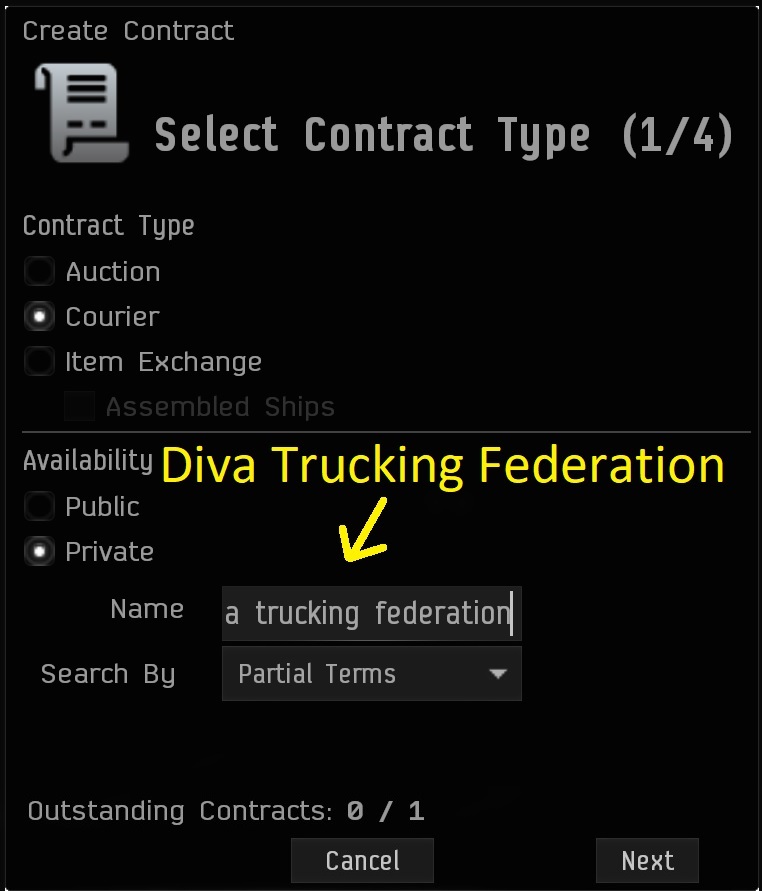 Create Contract
Select Contract Type (1/4)
Contract Type
Auction
Courier
Item Exchange
Assembled Ships
Availability Diva Trucking Federation
Public
Private
Name a trucking federation
Search By Partial Terms
Outstanding Contracts: 0 / 1
Cancel Next